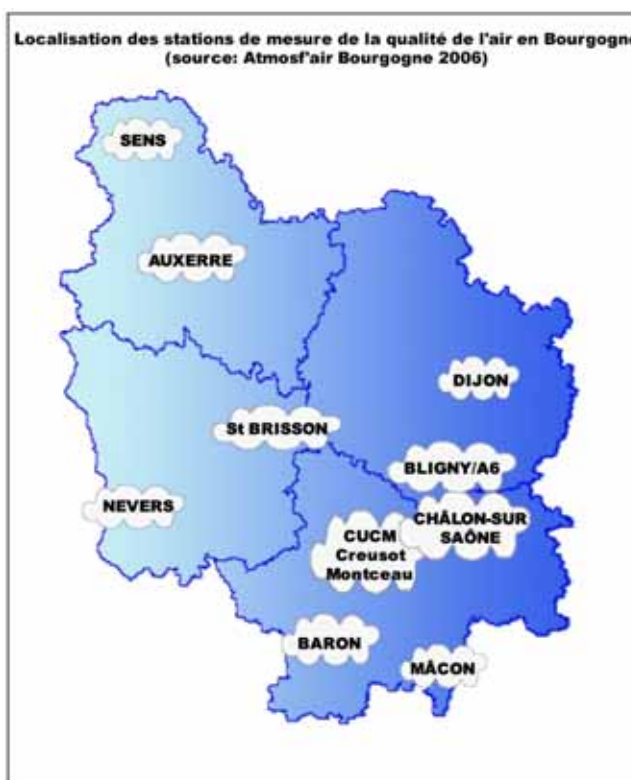 Localisation des stations de mesure de la qualité de l'air en Bourgogne
(source: Atmosf'air Bourgogne 2006)
SENS
AUXERRE
DIJON
St BRISSON
BLIGNY/A6
NEVERS
CHÂLON-SUR
SAÔNE
CUCM
Creusot
Montceau
BARON
MÂCON